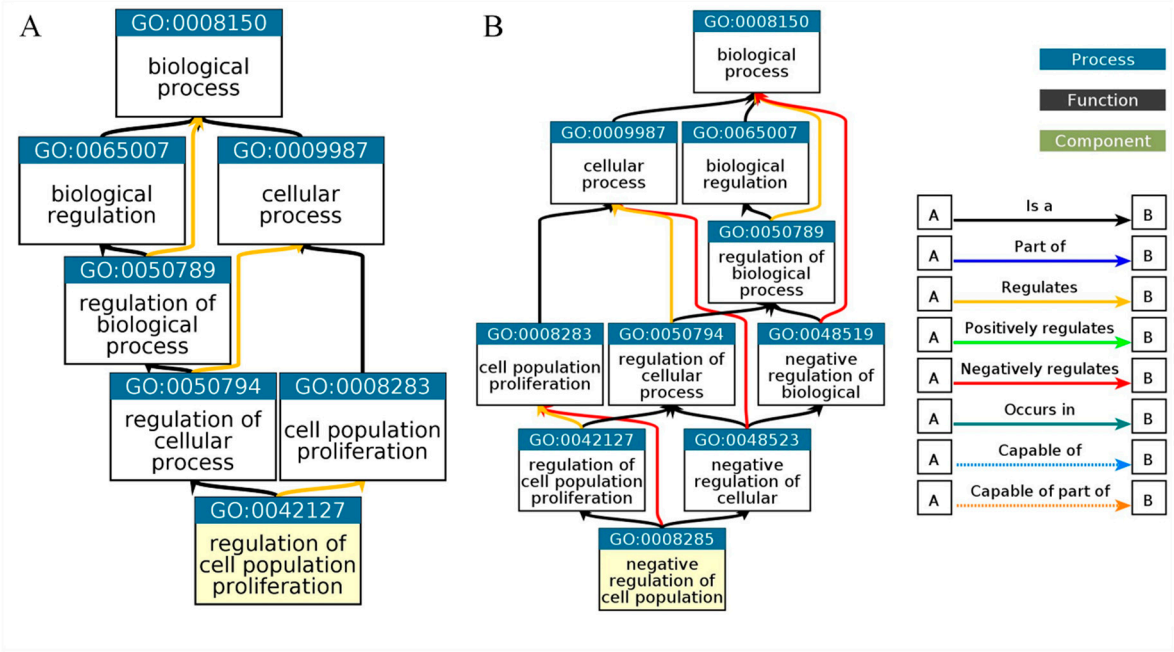 A
GO:0008150
biological
process
GO:0065007
biological
regulation
GO:0009987
cellular
process
GO:0050789
regulation of
biological
process
GO:0050794
regulation of
cellular
process
GO:0008283
cell population
proliferation
GO:0042127
regulation of
cell population
proliferation
B
GO:0008150
biological
process
GO:0009987
cellular
process
GO:0065007
biological
regulation
GO:0050789
regulation of
biological
process
GO:0008283
cell population
proliferation
GO:0050794
regulation of
cellular
process
GO:0048519
negative
regulation of
biological
GO:0042127
regulation of
cell population
proliferation
GO:0048523
negative
regulation of
cellular
GO:0008285
negative
regulation of
cell population
Process
Function
Component
A Is a B
A Part of B
A Regulates B
A Positively regulates B
A Negatively regulates B
A Occurs in B
A Capable of B
A Capable of part of B